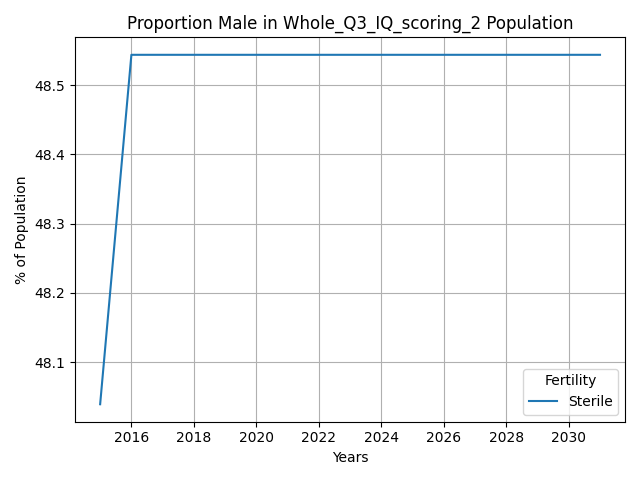 Proportion Male in Whole_Q3_IQ_scoring_2 Population
% of Population
48.5
48.4
48.3
48.2
48.1
Fertility
Sterile
2016 2018 2020 2022 2024 2026 2028 2030
Years